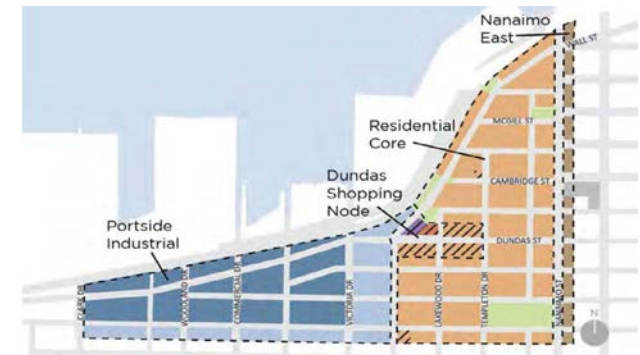 Nanaimo
East
WALL ST
MCGILL ST
Residential
Core
CAMBRIDGE ST
Dundas
Shopping
Node
Portside
Industrial
DUNDAS ST
CLARK DR
WOODLAND DR
COMMERCIAL DR
VICTORIA DR
LAKEWOOD DR
TEMPLETON DR
NANAIMO ST
N